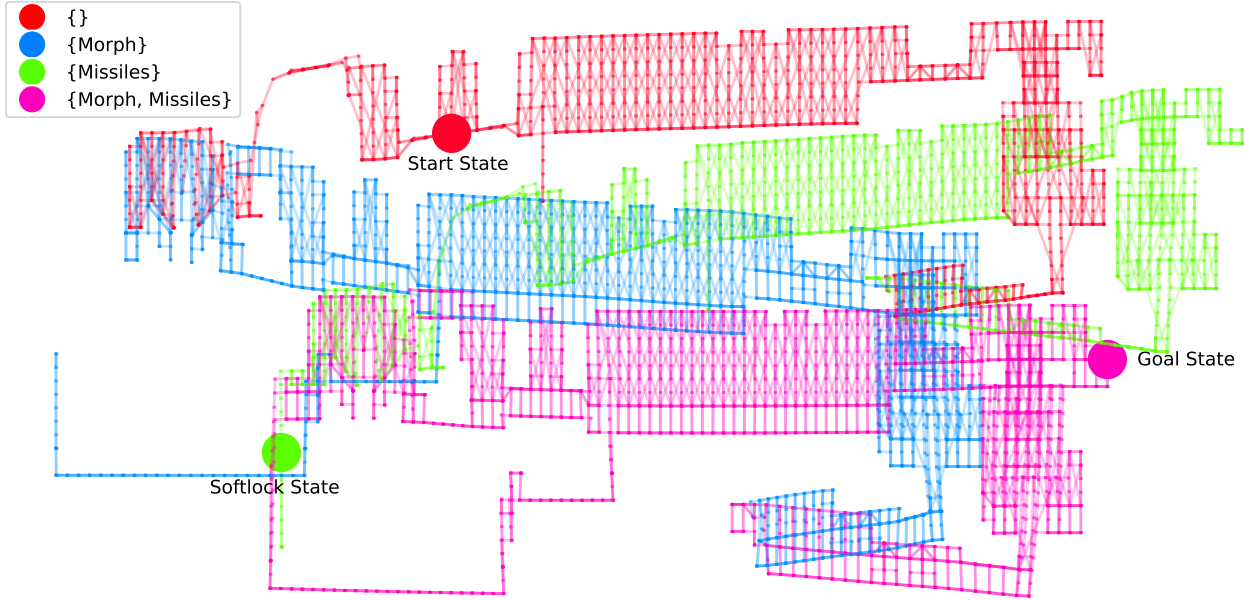 {}
{Morph}
{Missiles}
{Morph, Missiles}
Start State
Goal State
Softlock State